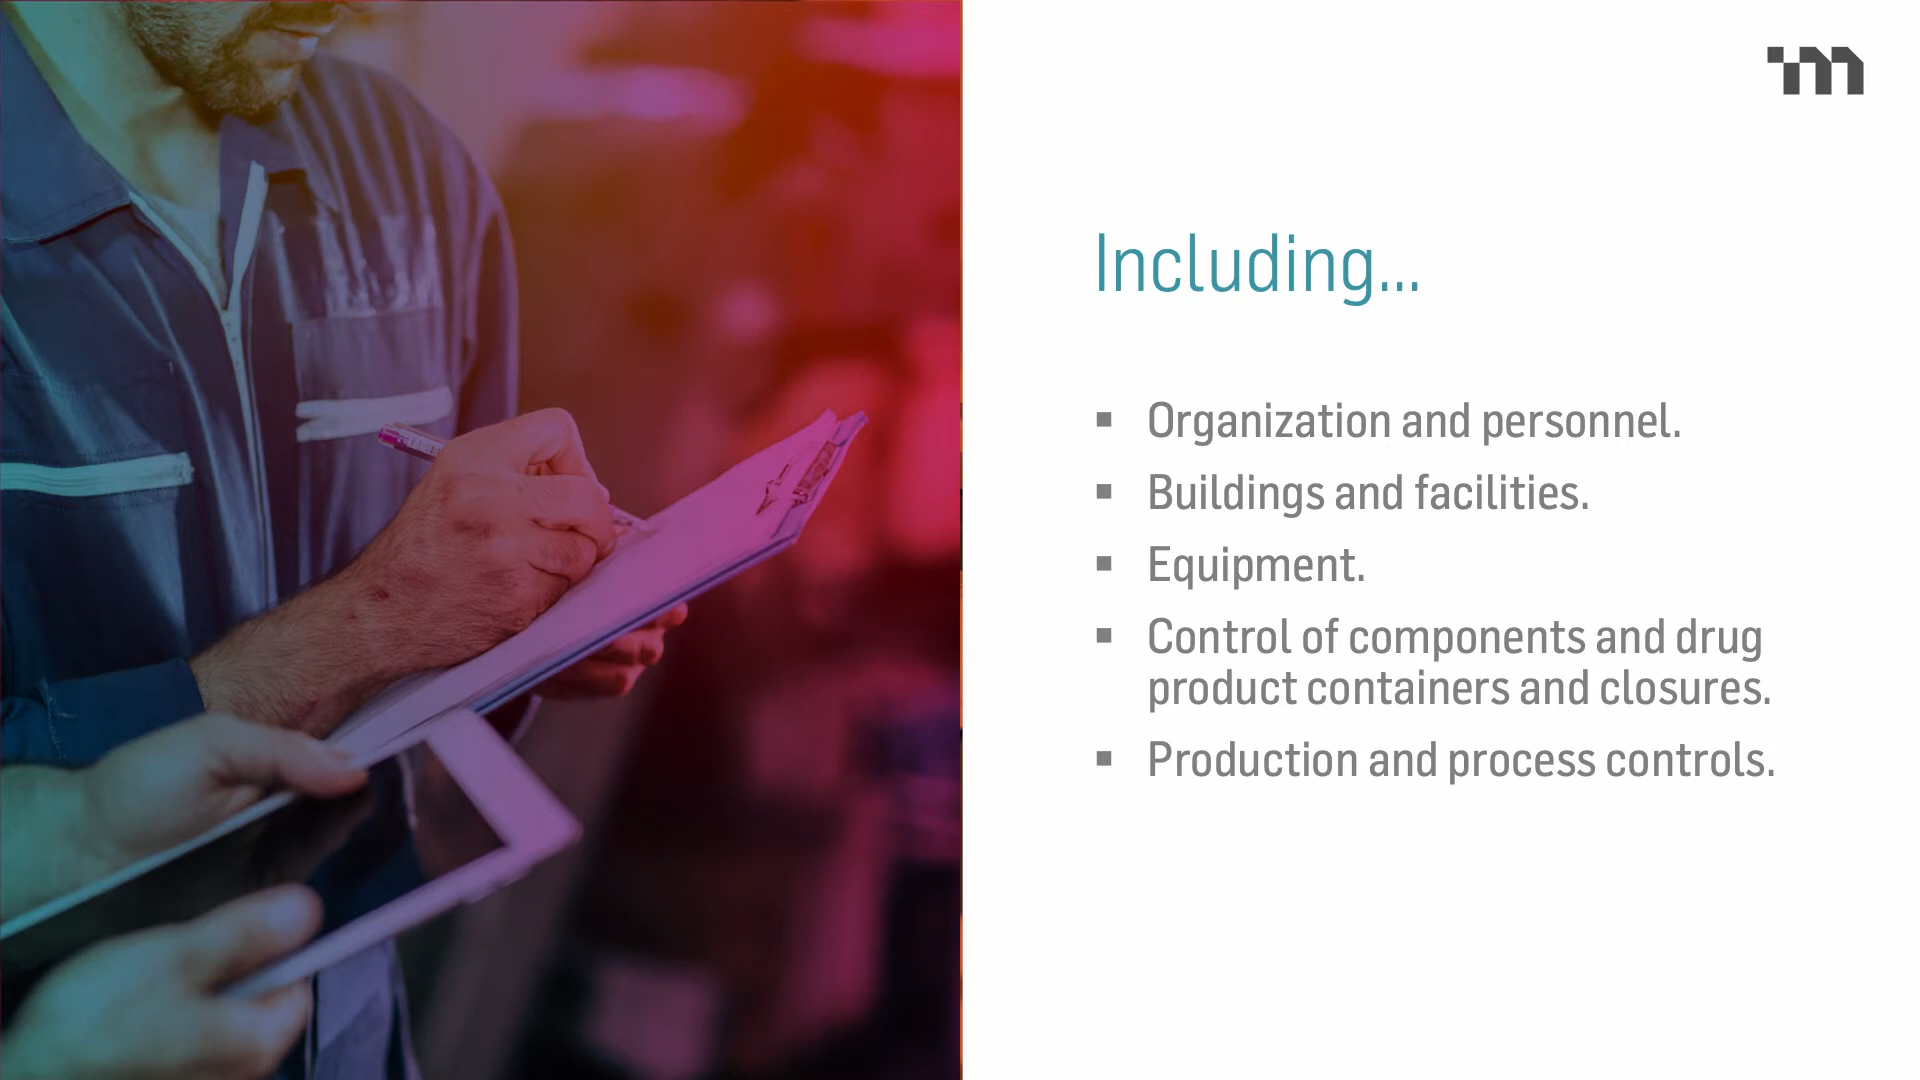 Including...
▪ Organization and personnel.
▪ Buildings and facilities.
▪ Equipment.
▪ Control of components and drug
product containers and closures.
▪ Production and process controls.